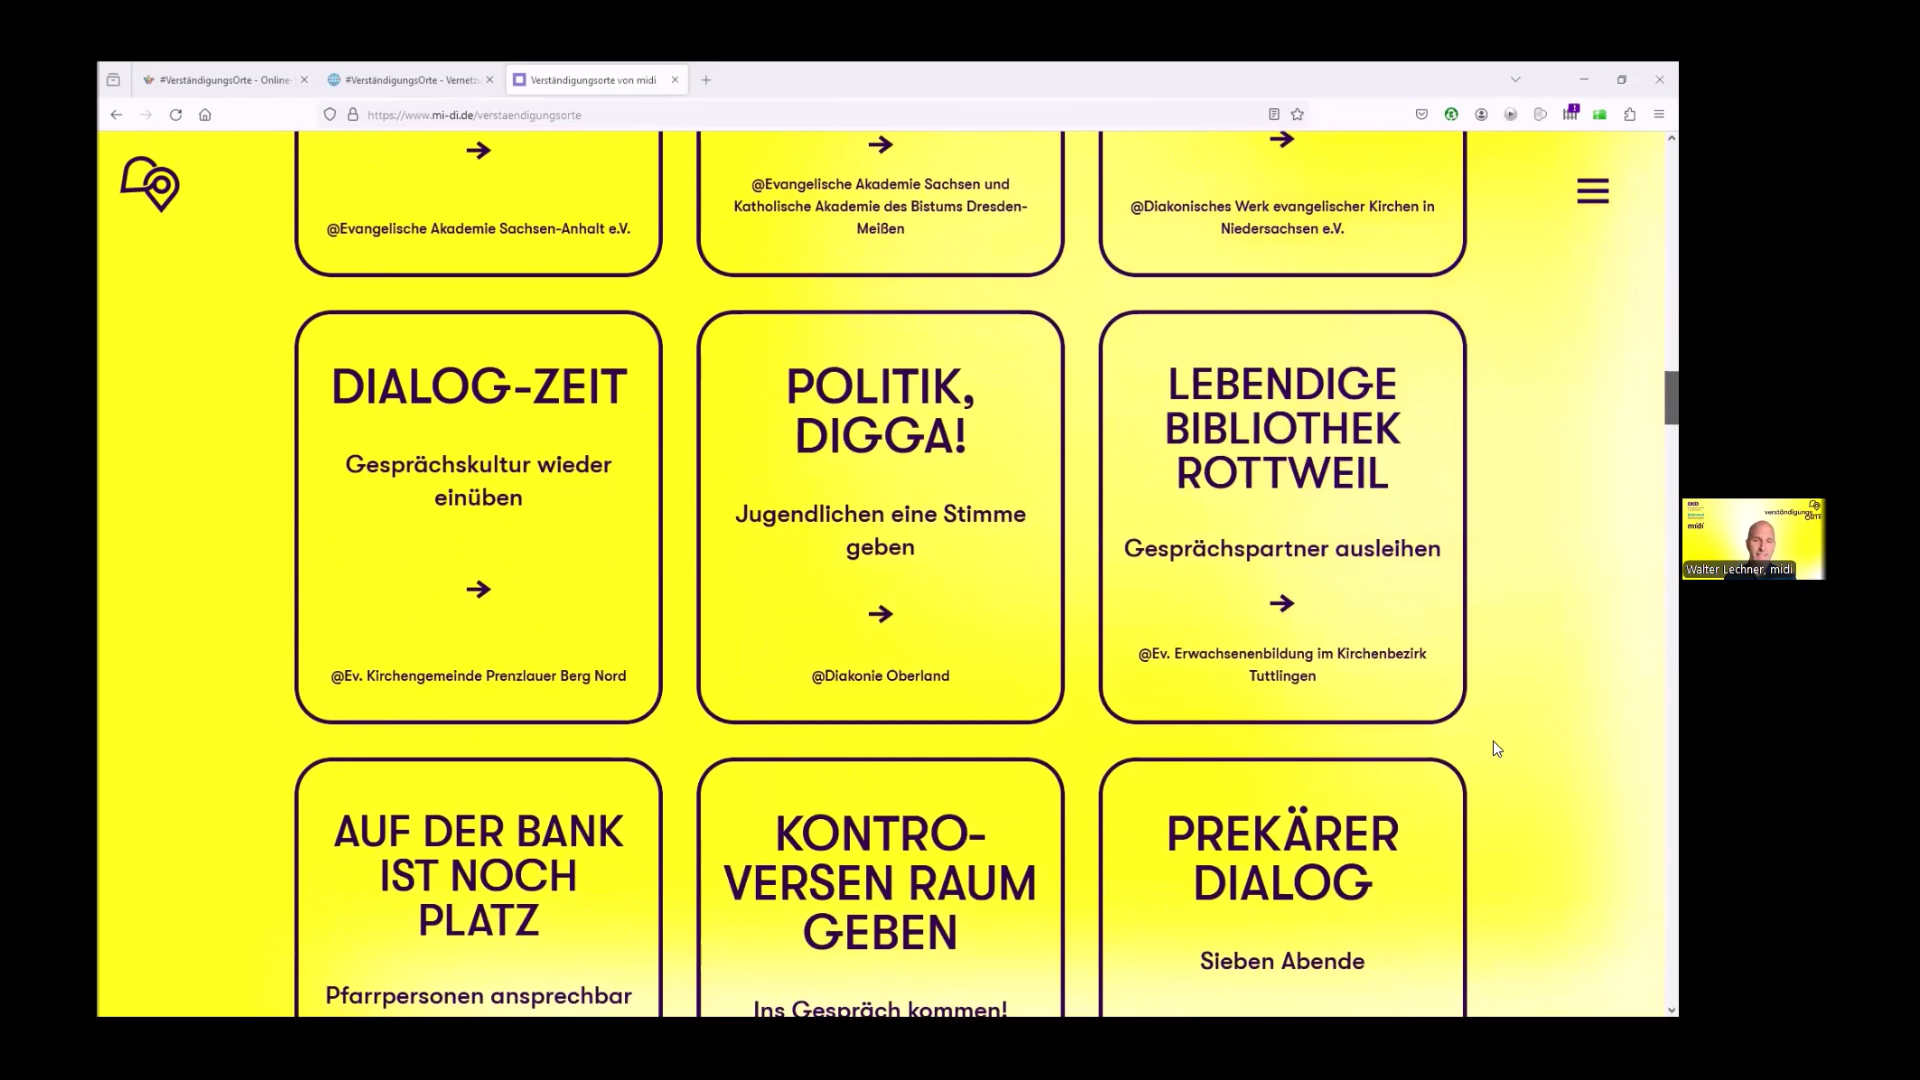 #VerständigungsOrte - Online-
#VerständigungsOrte - Vernetz
Verständigungsorte von midi
https://www.mi-di.de/verstaendigungsorte
@Evangelische Akademie Sachsen-Anhalt e.V.
@Evangelische Akademie Sachsen und
Katholische Akademie des Bistums Dresden-
Meißen
@Diakonisches Werk evangelischer Kirchen in
Niedersachsen e.V.
DIALOG-ZEIT
Gesprächskultur wieder
einüben
@Ev. Kirchengemeinde Prenzlauer Berg Nord
POLITIK,
DIGGA!
Jugendlichen eine Stimme
geben
@Diakonie Oberland
LEBENDIGE
BIBLIOTHEK
ROTTWEIL
Gesprächspartner ausleihen
@Ev. Erwachsenenbildung im Kirchenbezirk
Tuttlingen
AUF DER BANK
IST NOCH
PLATZ
Pfarrpersonen ansprechbar
KONTRO-
VERSEN RAUM
GEBEN
Ins Gespräch kommen!
PREKÄRER
DIALOG
Sieben Abende
verständigungs
ORTE
midi
Walter Lechner, midi